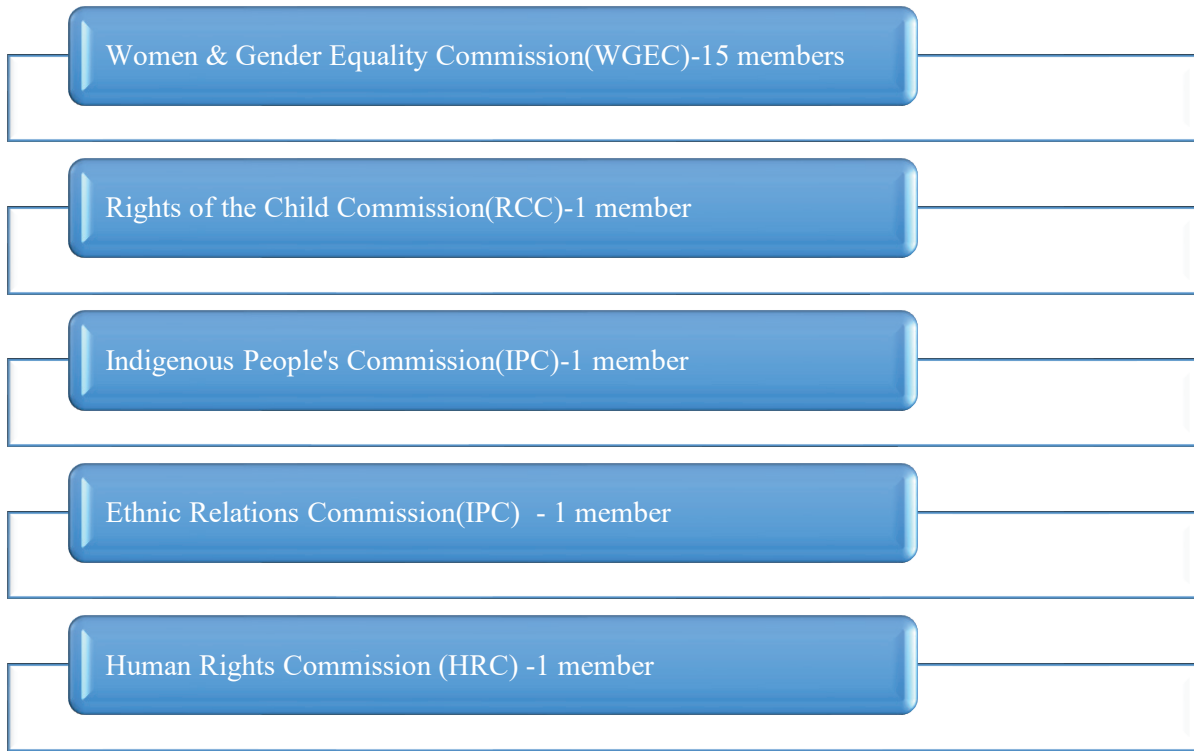 Women & Gender Equality Commission(WGEC)-15 members
Rights of the Child Commission(RCC)-1 member
Indigenous People's Commission(IPC)-1 member
Ethnic Relations Commission(IPC)  - 1 member
Human Rights Commission (HRC) -1 member